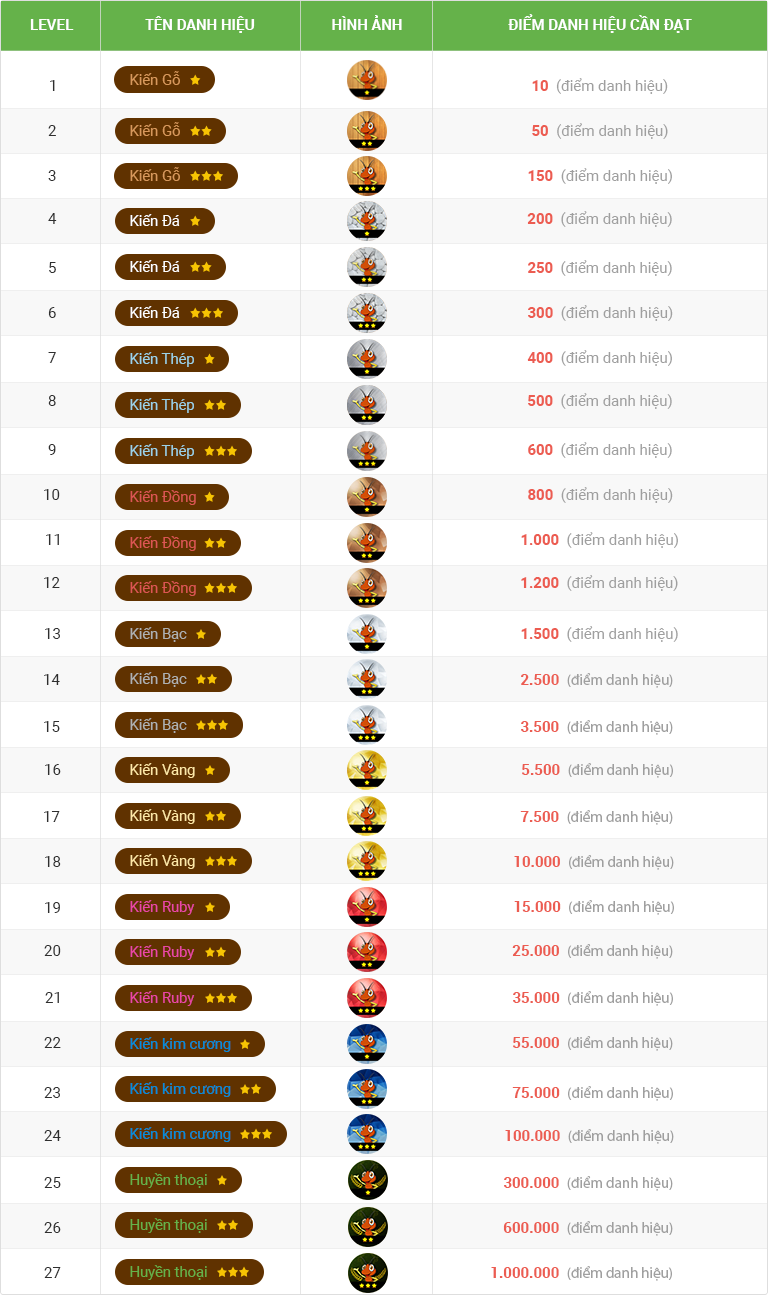 LEVEL TÊN DANH HIỆU HÌNH ẢNH ĐIỂM DANH HIỆU CẦN ĐẠT
1 Kiến Gỗ 10 (điểm danh hiệu)
2 Kiến Gỗ 50 (điểm danh hiệu)
3 Kiến Gỗ 150 (điểm danh hiệu)
4 Kiến Đá 200 (điểm danh hiệu)
5 Kiến Đá 250 (điểm danh hiệu)
6 Kiến Đá 300 (điểm danh hiệu)
7 Kiến Thép 400 (điểm danh hiệu)
8 Kiến Thép 500 (điểm danh hiệu)
9 Kiến Thép 600 (điểm danh hiệu)
10 Kiến Đồng 800 (điểm danh hiệu)
11 Kiến Đồng 1.000 (điểm danh hiệu)
12 Kiến Đồng 1.200 (điểm danh hiệu)
13 Kiến Bạc 1.500 (điểm danh hiệu)
14 Kiến Bạc 2.500 (điểm danh hiệu)
15 Kiến Bạc 3.500 (điểm danh hiệu)
16 Kiến Vàng 5.500 (điểm danh hiệu)
17 Kiến Vàng 7.500 (điểm danh hiệu)
18 Kiến Vàng 10.000 (điểm danh hiệu)
19 Kiến Ruby 15.000 (điểm danh hiệu)
20 Kiến Ruby 25.000 (điểm danh hiệu)
21 Kiến Ruby 35.000 (điểm danh hiệu)
22 Kiến kim cương 55.000 (điểm danh hiệu)
23 Kiến kim cương 75.000 (điểm danh hiệu)
24 Kiến kim cương 100.000 (điểm danh hiệu)
25 Huyền thoại 300.000 (điểm danh hiệu)
26 Huyền thoại 600.000 (điểm danh hiệu)
27 Huyền thoại 1.000.000 (điểm danh hiệu)